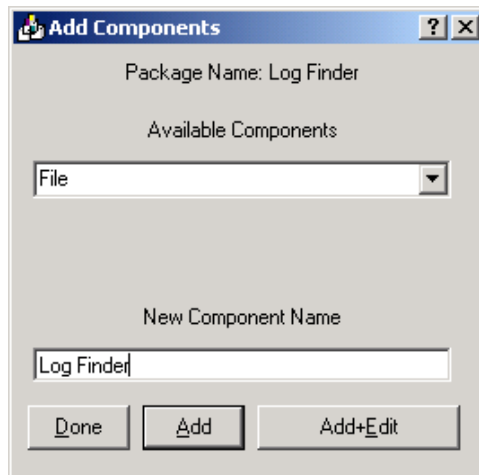 Add Components
Package Name: Log Finder
Available Components
File
New Component Name
Log Finder
Done Add Add+Edit